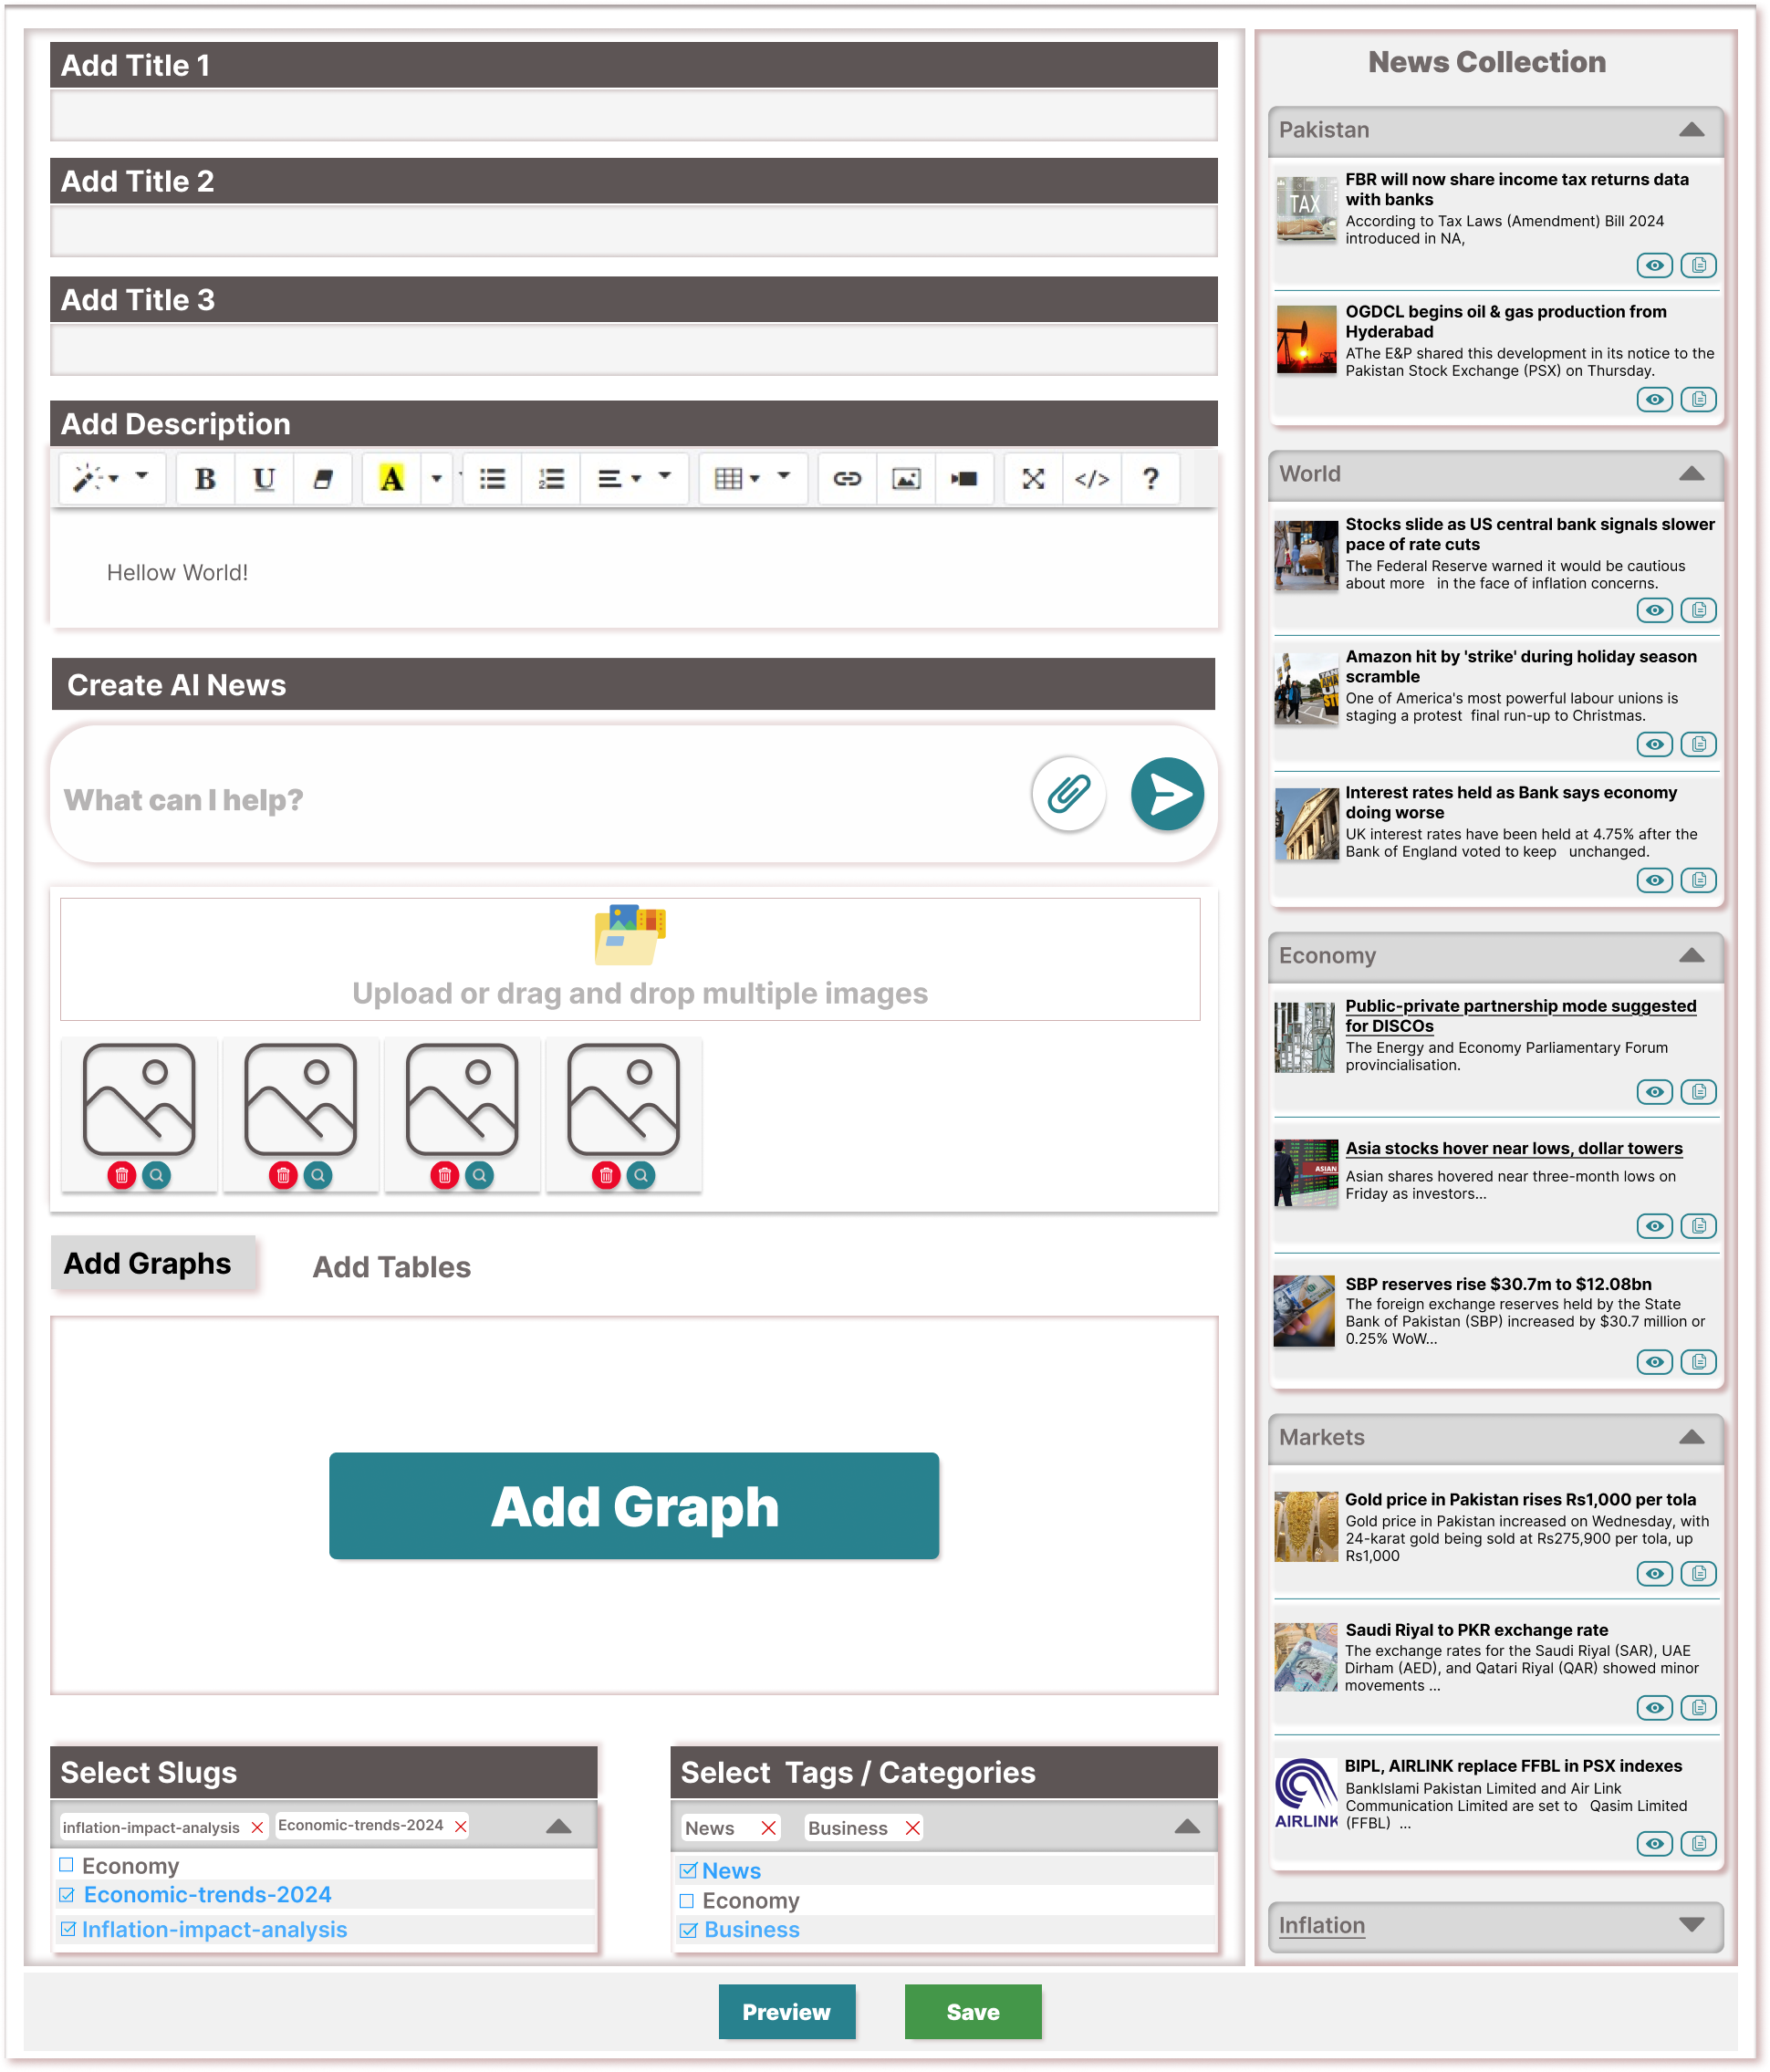 Add Title 1
Add Title 2
Add Title 3
Add Description
B U A 1 2 </> ?
Hellow World!
Create AI News
What can I help?
Upload or drag and drop multiple images
Add Graphs Add Tables
Add Graph
Select Slugs
inflation-impact-analysis Economic-trends-2024
Economy
Economic-trends-2024
Inflation-impact-analysis
Select Tags / Categories
News Business
News
Economy
Business
News Collection
Pakistan
TAX
FBR will now share income tax returns data
with banks
According to Tax Laws (Amendment) Bill 2024
introduced in NA,
OGDCL begins oil & gas production from
Hyderabad
AThe E&P shared this development in its notice to the
Pakistan Stock Exchange (PSX) on Thursday.
World
Stocks slide as US central bank signals slower
pace of rate cuts
The Federal Reserve warned it would be cautious
about more in the face of inflation concerns.
Amazon hit by 'strike' during holiday season
scramble
One of America's most powerful labour unions is
staging a protest final run-up to Christmas.
Interest rates held as Bank says economy
doing worse
UK interest rates have been held at 4.75% after the
Bank of England voted to keep unchanged.
Economy
Public-private partnership mode suggested
for DISCOs
The Energy and Economy Parliamentary Forum
provincialisation.
ASIAN
Asia stocks hover near lows, dollar towers
Asian shares hovered near three-month lows on
Friday as investors...
SBP reserves rise $30.7m to $12.08bn
The foreign exchange reserves held by the State
Bank of Pakistan (SBP) increased by $30.7 million or
0.25% WoW...
Markets
Gold price in Pakistan rises Rs1,000 per tola
Gold price in Pakistan increased on Wednesday, with
24-karat gold being sold at Rs275,900 per tola, up
Rs1,000
Saudi Riyal to PKR exchange rate
The exchange rates for the Saudi Riyal (SAR), UAE
Dirham (AED), and Qatari Riyal (QAR) showed minor
movements ...
AIRLINK
BIPL, AIRLINK replace FFBL in PSX indexes
BankIslami Pakistan Limited and Air Link
Communication Limited are set to Qasim Limited
(FFBL) ...
Inflation
Preview Save